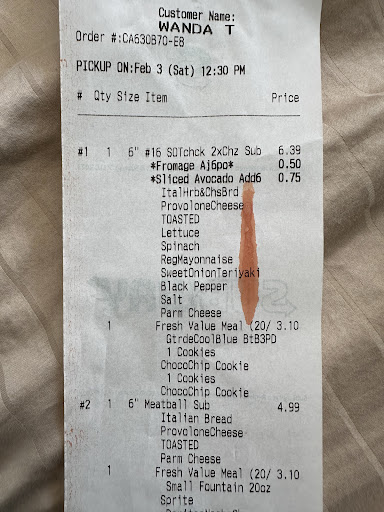 Customer Name:
WANDA T
Order #:CA630B70-E8
PICKUP ON:Feb 3 (Sat) 12:30 PM
# Qty Size Item Price
#1 1 6" #16 SOTchck 2xChz Sub 6.39
*Fromage Aj6po* 0.50
*Sliced Avocado Add6 0.75
ItalHrb&ChsBrd
ProvoloneCheese
TOASTED
Lettuce
Spinach
RegMayonnaise
SweetOnionTeriyaki
Black Pepper
Salt
Parm Cheese
1 Fresh Value Meal (20/ 3.10
GtrdeCoolBlue BtB3PD
1 Cookies
ChocoChip Cookie
1 Cookies
ChocoChip Cookie
#2 1 6" Meatball Sub 4.99
Italian Bread
ProvoloneCheese
TOASTED
Parm Cheese
1 Fresh Value Meal (20/ 3.10
Small Fountain 20oz
Sprite